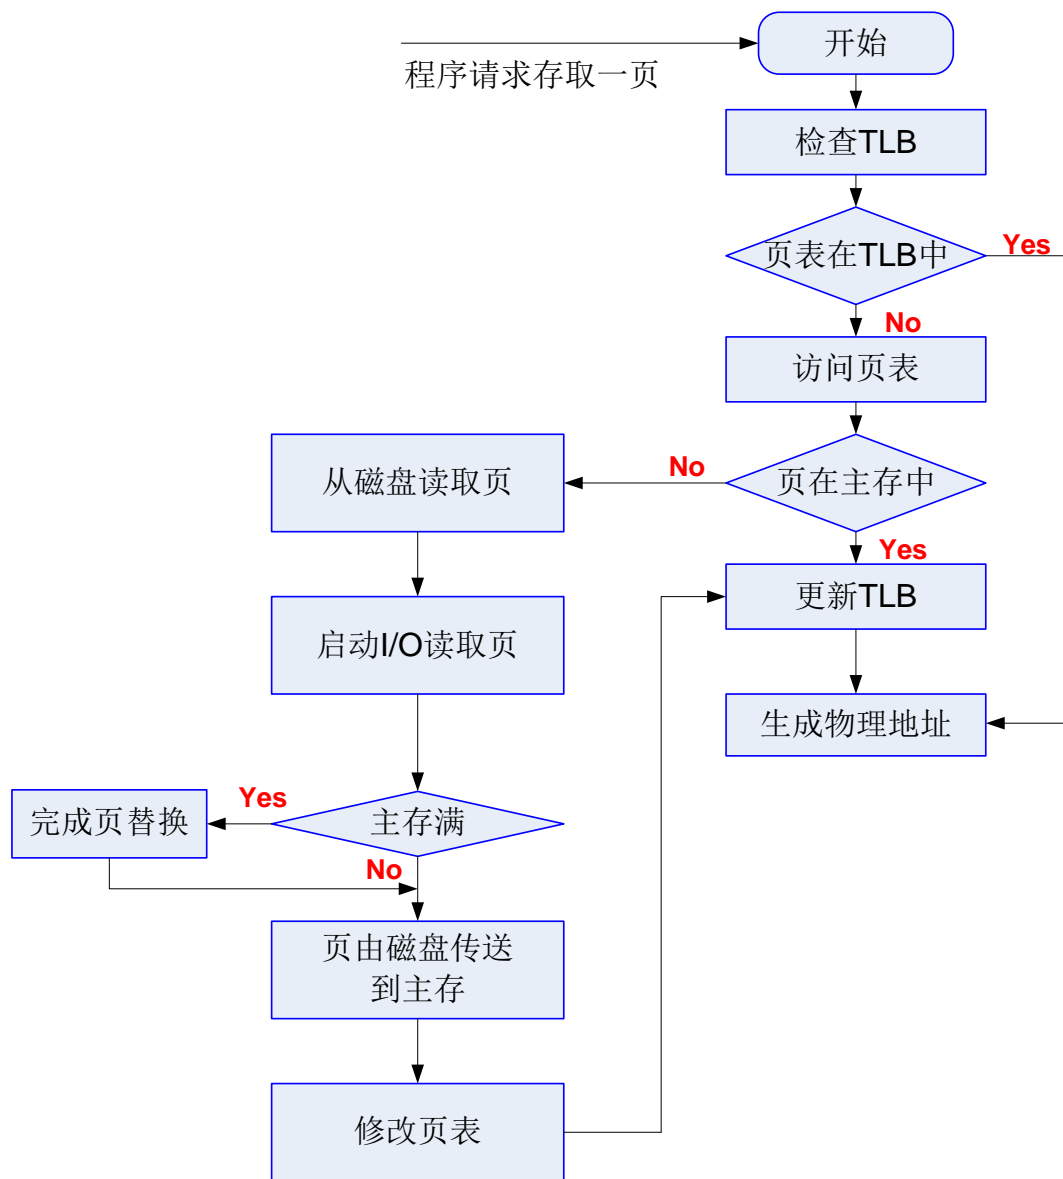 开始
程序请求存取一页
检查TLB
页表在TLB中
Yes
No
访问页表
从磁盘读取页
No
页在主存中
Yes
启动I/O读取页
更新TLB
生成物理地址
完成页替换
Yes
主存满
No
页由磁盘传送
到主存
修改页表